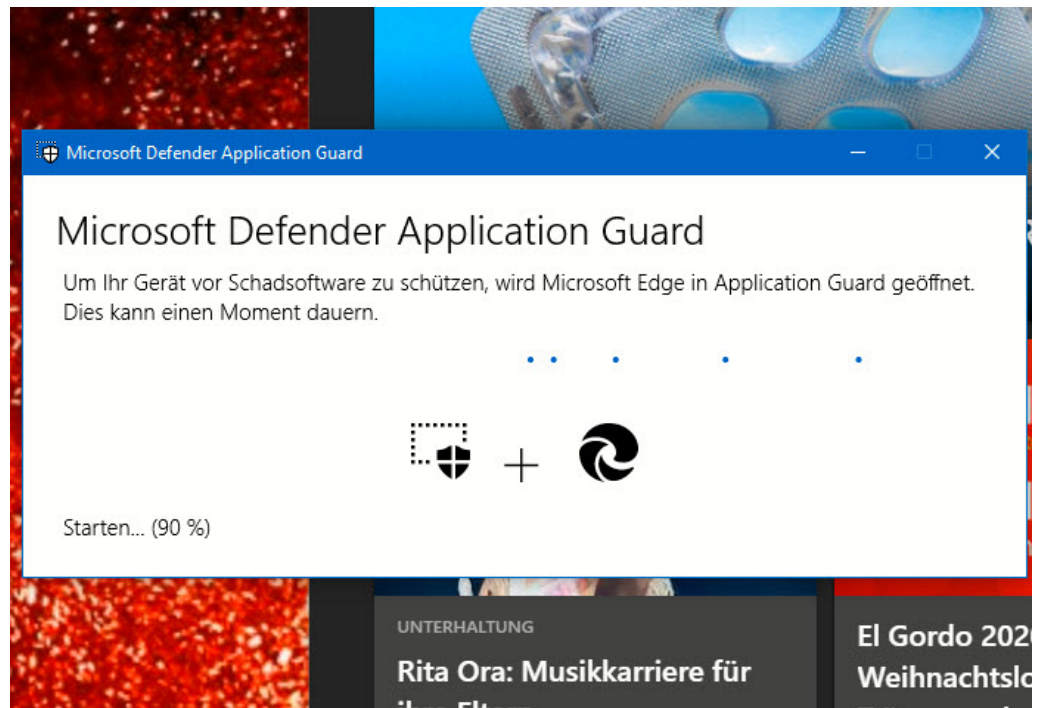 Microsoft Defender Application Guard
Microsoft Defender Application Guard
Um Ihr Gerät vor Schadsoftware zu schützen, wird Microsoft Edge in Application Guard geöffnet.
Dies kann einen Moment dauern.
Starten... (90 %)
UNTERHALTUNG
Rita Ora: Musikkarriere für
El Gordo 202